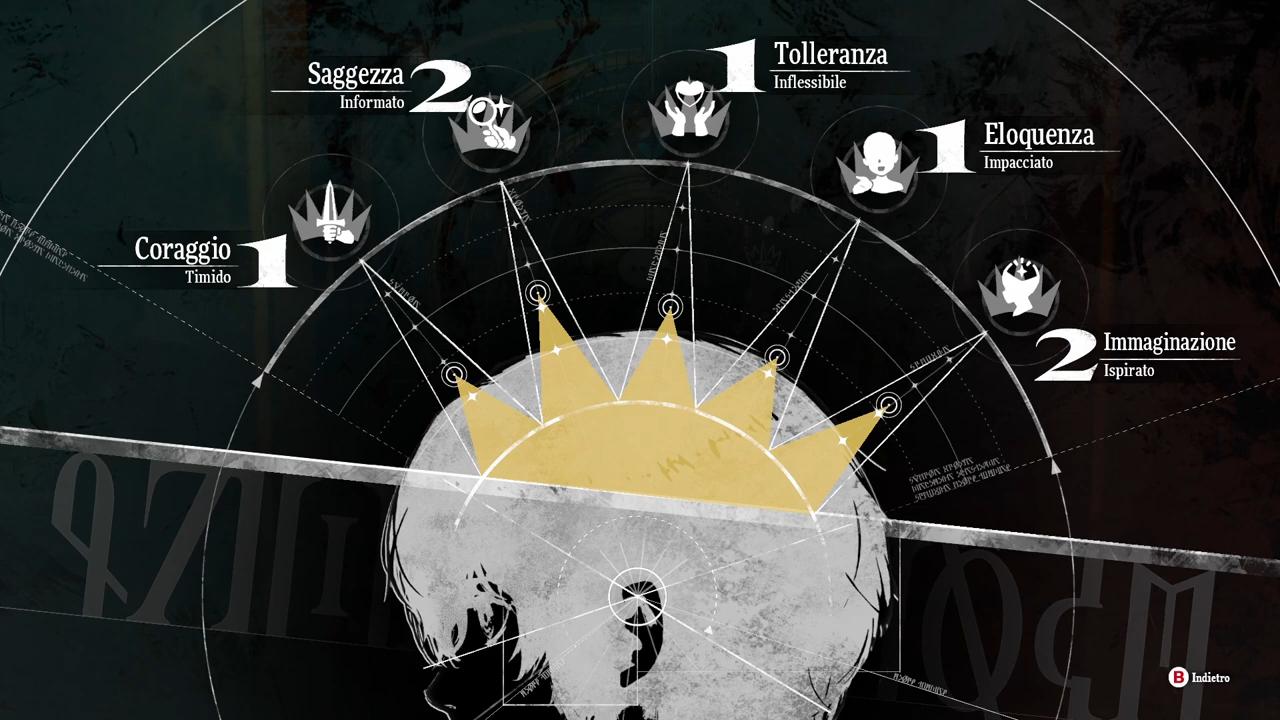 Saggezza
2
Informato
1
Tolleranza
Inflessibile
1
Eloquenza
Impacciato
Coraggio
1
Timido
2
Immaginazione
Ispirato
B Indietro